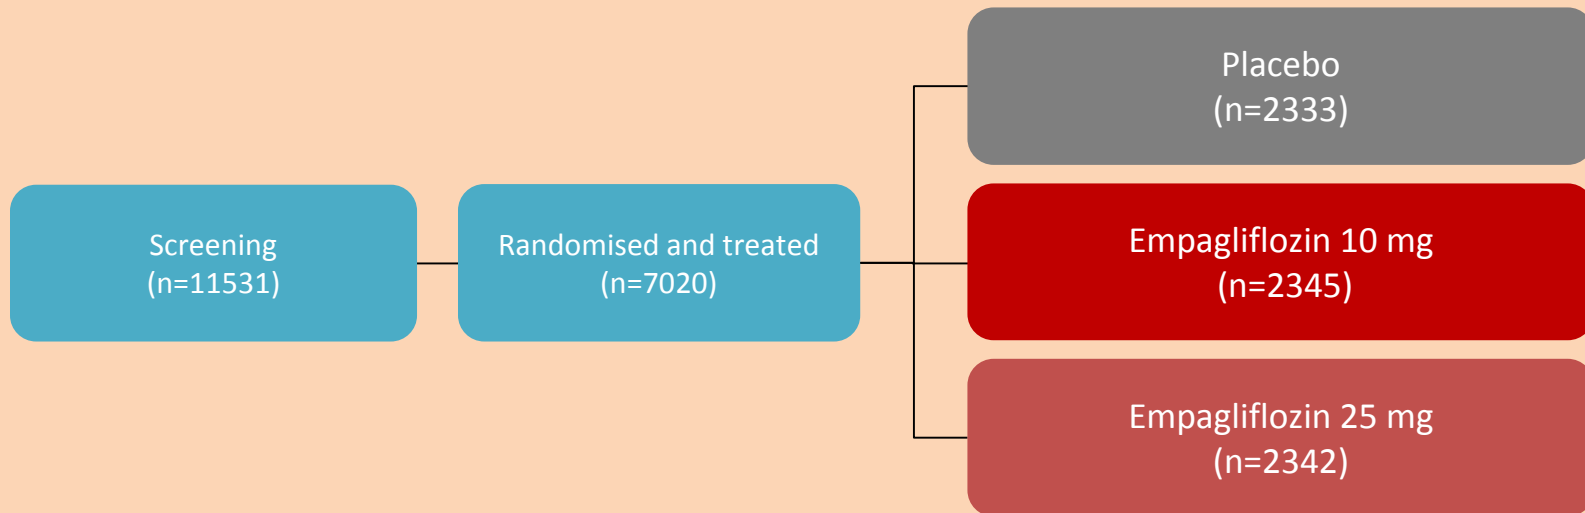 Screening
(n=11531)
Randomised and treated
(n=7020)
Placebo
(n=2333)
Empagliflozin 10 mg
(n=2345)
Empagliflozin 25 mg
(n=2342)